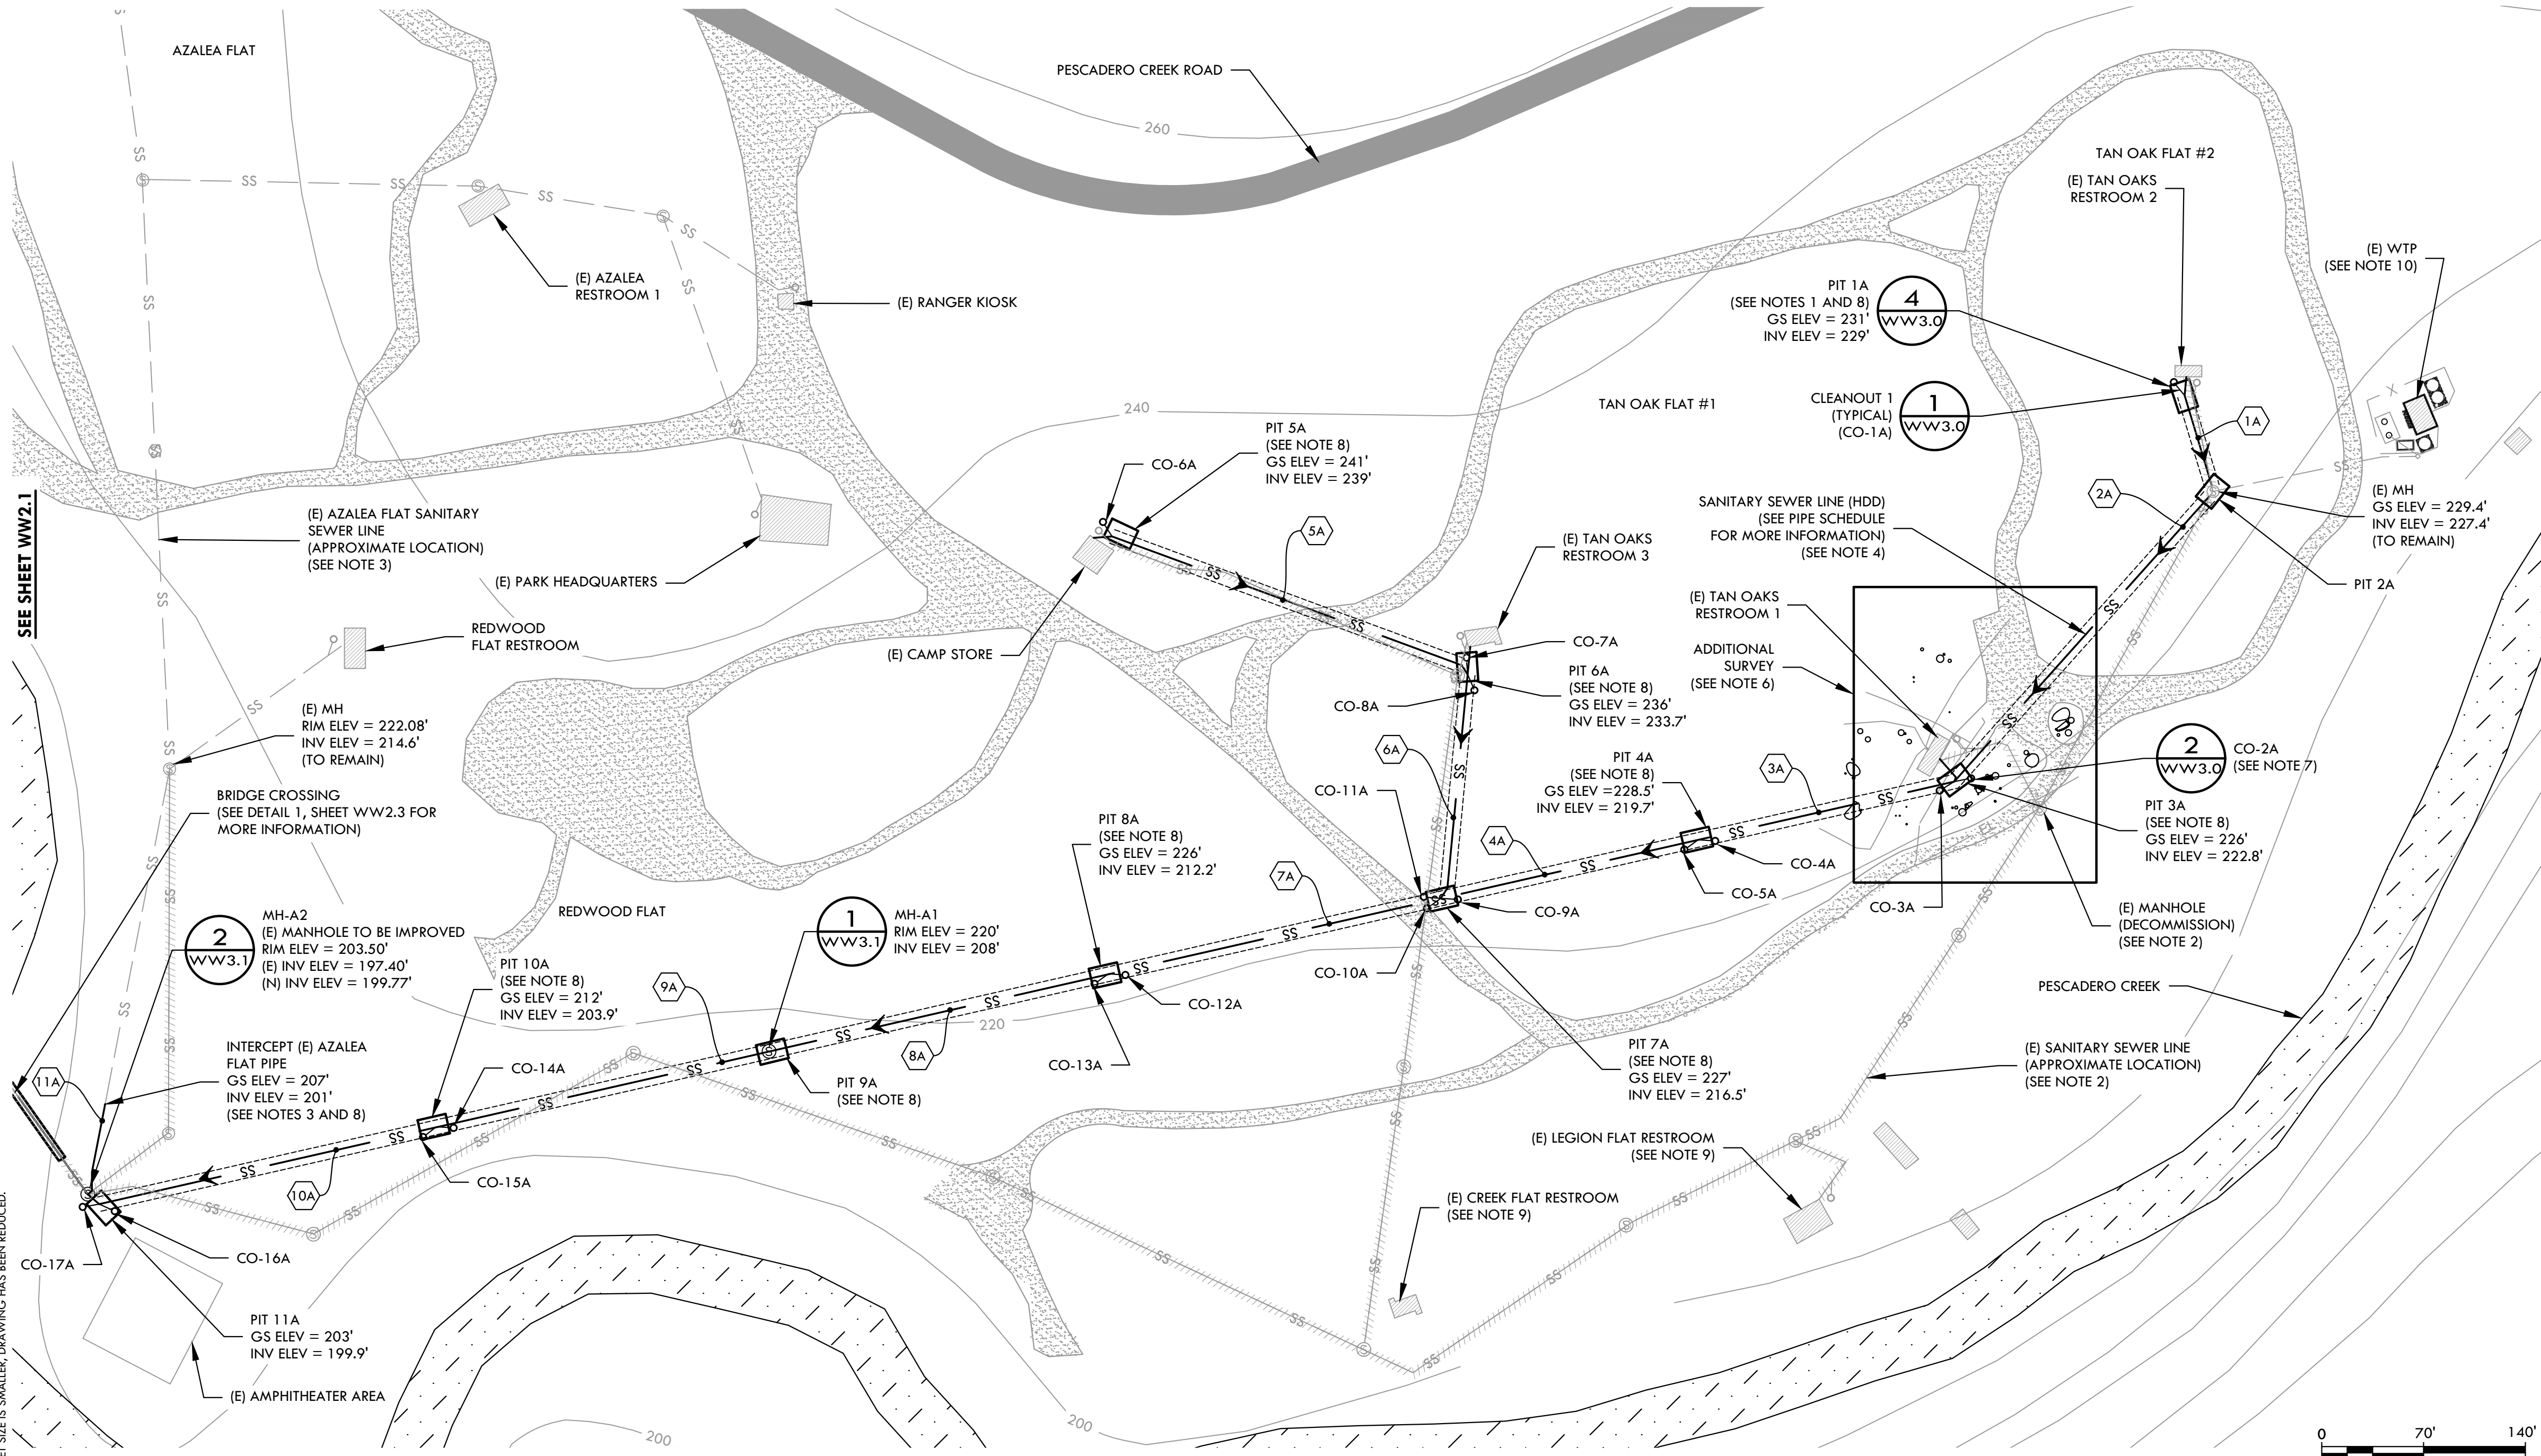 AZALEA FLAT
PESCADERO CREEK ROAD
260
TAN OAK FLAT #2
(E) TAN OAKS
RESTROOM 2
(E) WTP
(SEE NOTE 10)
(E) AZALEA
RESTROOM 1
(E) RANGER KIOSK
PIT 1A
(SEE NOTES 1 AND 8)
GS ELEV = 231'
INV ELEV = 229'
4
WW3.0
CLEANOUT 1
(TYPICAL)
(CO-1A)
1
WW3.0
1A
240
TAN OAK FLAT #1
PIT 5A
(SEE NOTE 8)
GS ELEV = 241'
INV ELEV = 239'
CO-6A
SEE SHEET WW2.1
(E) AZALEA FLAT SANITARY
SEWER LINE
(APPROXIMATE LOCATION)
(SEE NOTE 3)
(E) PARK HEADQUARTERS
5A
SANITARY SEWER LINE (HDD)
(SEE PIPE SCHEDULE
FOR MORE INFORMATION)
(SEE NOTE 4)
2A
(E) MH
GS ELEV = 229.4'
INV ELEV = 227.4'
(TO REMAIN)
PIT 2A
(E) TAN OAKS
RESTROOM 3
(E) TAN OAKS
RESTROOM 1
REDWOOD
FLAT RESTROOM
(E) CAMP STORE
CO-7A
PIT 6A
(SEE NOTE 8)
GS ELEV = 236'
INV ELEV = 233.7'
CO-8A
ADDITIONAL
SURVEY
(SEE NOTE 6)
(E) MH
RIM ELEV = 222.08'
INV ELEV = 214.6'
(TO REMAIN)
6A
PIT 4A
(SEE NOTE 8)
GS ELEV =228.5'
INV ELEV = 219.7'
3A
2
WW3.0
CO-2A
(SEE NOTE 7)
PIT 3A
(SEE NOTE 8)
GS ELEV = 226'
INV ELEV = 222.8'
BRIDGE CROSSING
(SEE DETAIL 1, SHEET WW2.3 FOR
MORE INFORMATION)
CO-11A
PIT 8A
(SEE NOTE 8)
GS ELEV = 226'
INV ELEV = 212.2'
4A
CO-4A
7A
CO-5A
CO-9A
CO-3A
(E) MANHOLE
(DECOMMISSION)
(SEE NOTE 2)
2
WW3.1
MH-A2
(E) MANHOLE TO BE IMPROVED
RIM ELEV = 203.50'
(E) INV ELEV = 197.40'
(N) INV ELEV = 199.77'
REDWOOD FLAT
1
WW3.1
MH-A1
RIM ELEV = 220'
INV ELEV = 208'
PIT 10A
(SEE NOTE 8)
GS ELEV = 212'
INV ELEV = 203.9'
9A
CO-10A
CO-12A
PESCADERO CREEK
220
8A
CO-13A
INTERCEPT (E) AZALEA
FLAT PIPE
GS ELEV = 207'
INV ELEV = 201'
(SEE NOTES 3 AND 8)
11A
CO-14A
PIT 9A
(SEE NOTE 8)
PIT 7A
(SEE NOTE 8)
GS ELEV = 227'
INV ELEV = 216.5'
(E) SANITARY SEWER LINE
(APPROXIMATE LOCATION)
(SEE NOTE 2)
(E) LEGION FLAT RESTROOM
(SEE NOTE 9)
10A
CO-15A
(E) CREEK FLAT RESTROOM
(SEE NOTE 9)
CO-17A
CO-16A
PIT 11A
GS ELEV = 203'
INV ELEV = 199.9'
(E) AMPHITHEATER AREA
200
200
0 70' 140'
SIZE IS SMALLER, DRAWING HAS BEEN REDUCED.